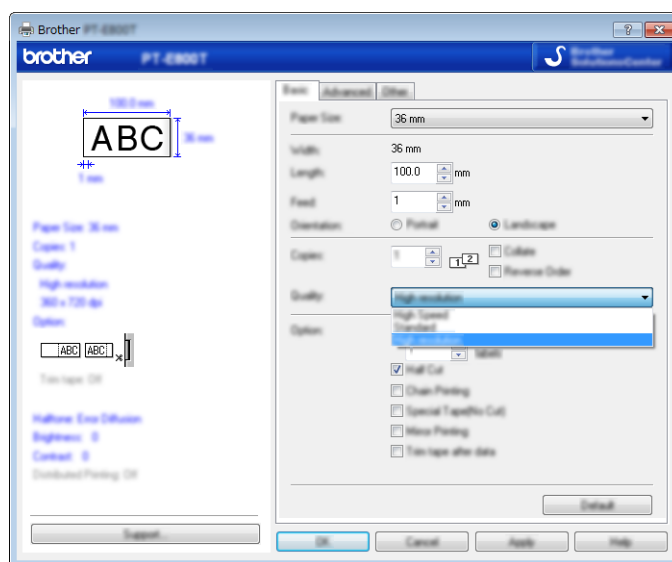 Brother PT-E800T
brother PT-E800T
Brother
SolutionsCenter
100.0 mm
ABC
36 mm
1 mm
Paper Size: 36 mm
Copies: 1
Quality:
High resolution
360 x 720 dpi
Option:
ABC ABC
Trim tape: Off
Halftone: Error Diffusion
Brightness: 0
Contrast: 0
Distributed Printing: Off
Support...
Basic Advanced Other
Paper Size: 36 mm
Width: 36 mm
Length: 100.0 mm
Feed: 1 mm
Orientation: Portrait Landscape
Copies: 1 1 2 Collate
Reverse Order
Quality: High resolution
High Speed
Standard
High resolution
Option:
1 labels
Half Cut
Chain Printing
Special Tape(No Cut)
Mirror Printing
Trim tape after data
Default
OK Cancel Apply Help